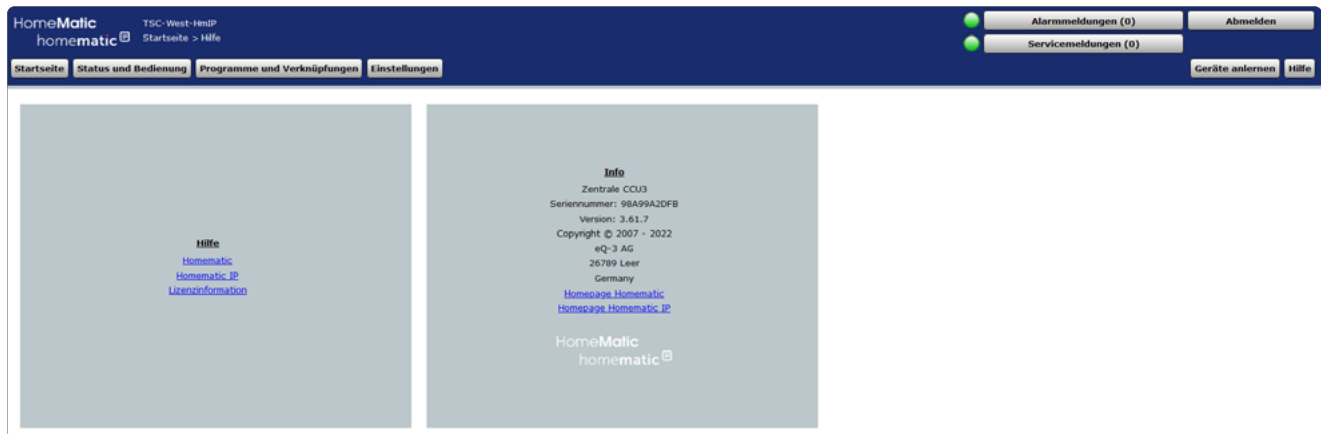 HomeMatic
homematic IP
TSC-West-HmIP
Startseite > Hilfe
Alarmmeldungen (0)
Abmelden
Servicemeldungen (0)
Startseite
Status und Bedienung
Programme und Verknüpfungen
Einstellungen
Geräte anlernen
Hilfe
Hilfe
Homematic
Homematic IP
Lizenzinformation
Info
Zentrale CCU3
Seriennummer: 98A99A2DFB
Version: 3.61.7
Copyright © 2007 - 2022
eQ-3 AG
26789 Leer
Germany
Homepage Homematic
Homepage Homematic IP
HomeMatic
homematic IP